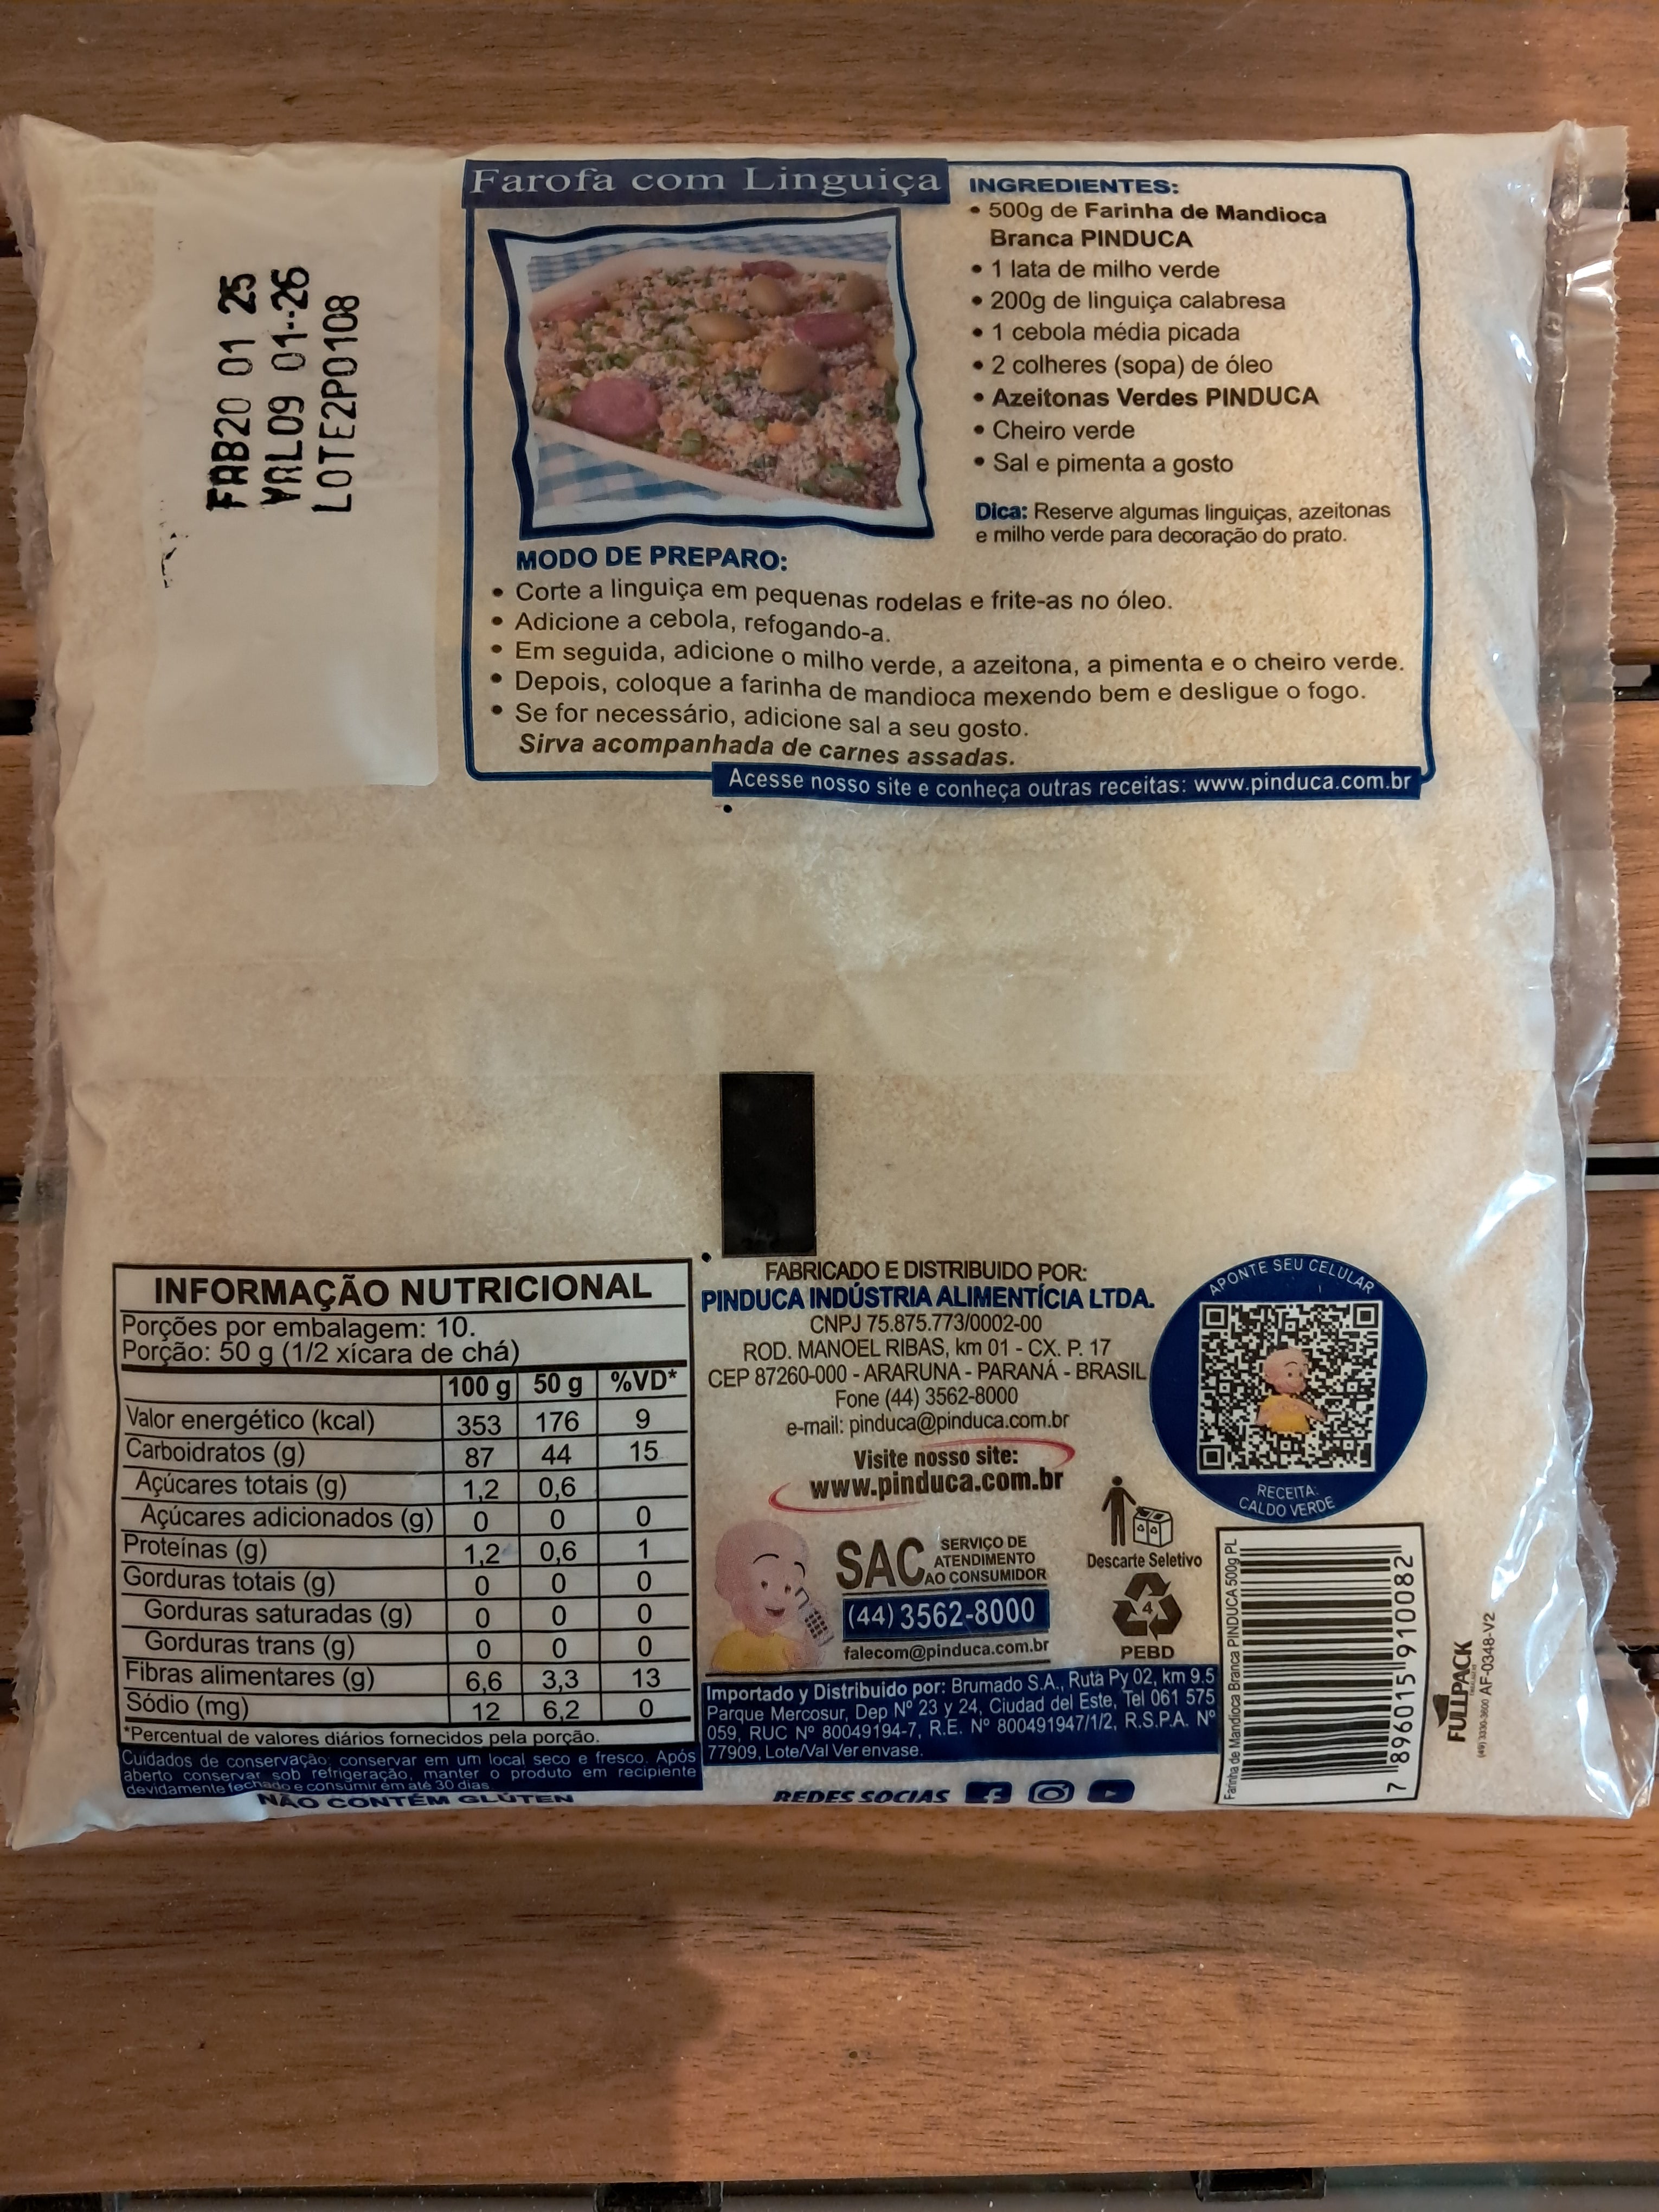 FAB20 01 25
VAL09 01-26
LOTE2P0108
Farofa com Linguiça
INGREDIENTES:
• 500g de Farinha de Mandioca
Branca PINDUCA
• 1 lata de milho verde
• 200g de linguiça calabresa
• 1 cebola média picada
• 2 colheres (sopa) de óleo
• Azeitonas Verdes PINDUCA
• Cheiro verde
• Sal e pimenta a gosto
Dica: Reserve algumas linguiças, azeitonas
e milho verde para decoração do prato.
MODO DE PREPARO:
• Corte a linguiça em pequenas rodelas e frite-as no óleo.
• Adicione a cebola, refogando-a.
• Em seguida, adicione o milho verde, a azeitona, a pimenta e o cheiro verde.
• Depois, coloque a farinha de mandioca mexendo bem e desligue o fogo.
• Se for necessário, adicione sal a seu gosto.
Sirva acompanhada de carnes assadas.
Acesse nosso site e conheça outras receitas: www.pinduca.com.br
INFORMAÇÃO NUTRICIONAL
Porções por embalagem: 10.
Porção: 50 g (1/2 xícara de chá)
100 g 50 g %VD*
Valor energético (kcal) 353 176 9
Carboidratos (g) 87 44 15
Açúcares totais (g) 1,2 0,6
Açúcares adicionados (g) 0 0 0
Proteínas (g) 1,2 0,6 1
Gorduras totais (g) 0 0 0
Gorduras saturadas (g) 0 0 0
Gorduras trans (g) 0 0 0
Fibras alimentares (g) 6,6 3,3 13
Sódio (mg) 12 6,2 0
*Percentual de valores diários fornecidos pela porção.
Cuidados de conservação: conservar em um local seco e fresco. Após
aberto conservar sob refrigeração, manter o produto em recipiente
devidamente fechado e consumir em até 30 dias
NÃO CONTÉM GLÚTEN
FABRICADO E DISTRIBUIDO POR:
PINDUCA INDÚSTRIA ALIMENTÍCIA LTDA.
CNPJ 75.875.773/0002-00
ROD. MANOEL RIBAS, km 01 - CX. P. 17
CEP 87260-000 - ARARUNA - PARANÁ - BRASIL
Fone (44) 3562-8000
e-mail: pinduca@pinduca.com.br
Visite nosso site:
www.pinduca.com.br
SAC SERVIÇO DE
ATENDIMENTO
AO CONSUMIDOR
(44) 3562-8000
falecom@pinduca.com.br
Descarte Seletivo
4
PEBD
Importado y Distribuido por: Brumado S.A., Ruta Py 02, km 9.5
Parque Mercosur, Dep Nº 23 y 24, Ciudad del Este, Tel 061 575
059, RUC Nº 80049194-7, R.E. Nº 800491947/1/2, R.S.P.A. Nº
77909, Lote/Val Ver envase.
REDES SOCIAS
APONTE SEU CELULAR
RECEITA:
CALDO VERDE
Farinha de Mandioca Branca PINDUCA 500g PL
7 896015 910082
FULLPACK
(49) 3330-3600 AF-0348-V2